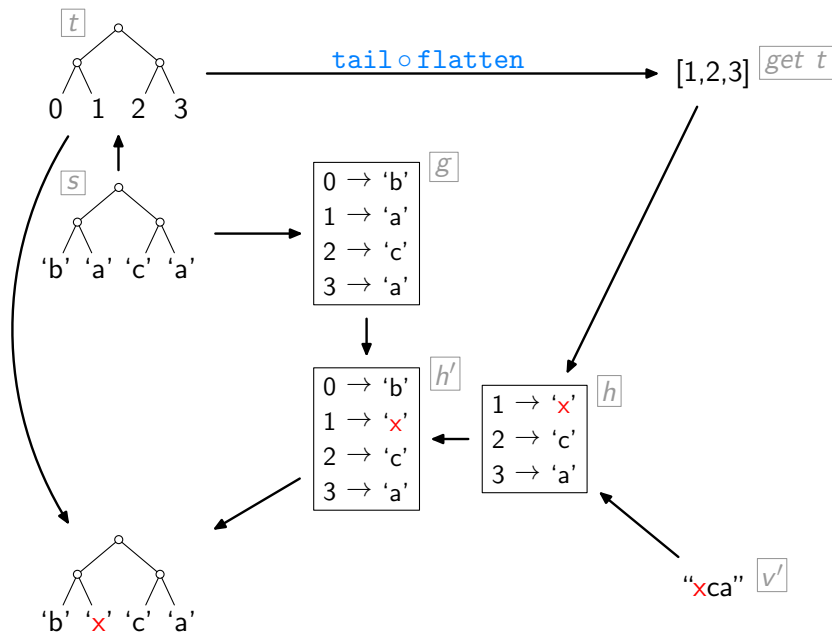 t
tail ∘ flatten
[1,2,3] get t
0 1 2 3
s
g
0 → ‘b’
1 → ‘a’
2 → ‘c’
3 → ‘a’
‘b’ ‘a’ ‘c’ ‘a’
h′
0 → ‘b’
1 → ‘x’
2 → ‘c’
3 → ‘a’
h
1 → ‘x’
2 → ‘c’
3 → ‘a’
“xca” v′
‘b’ ‘x’ ‘c’ ‘a’